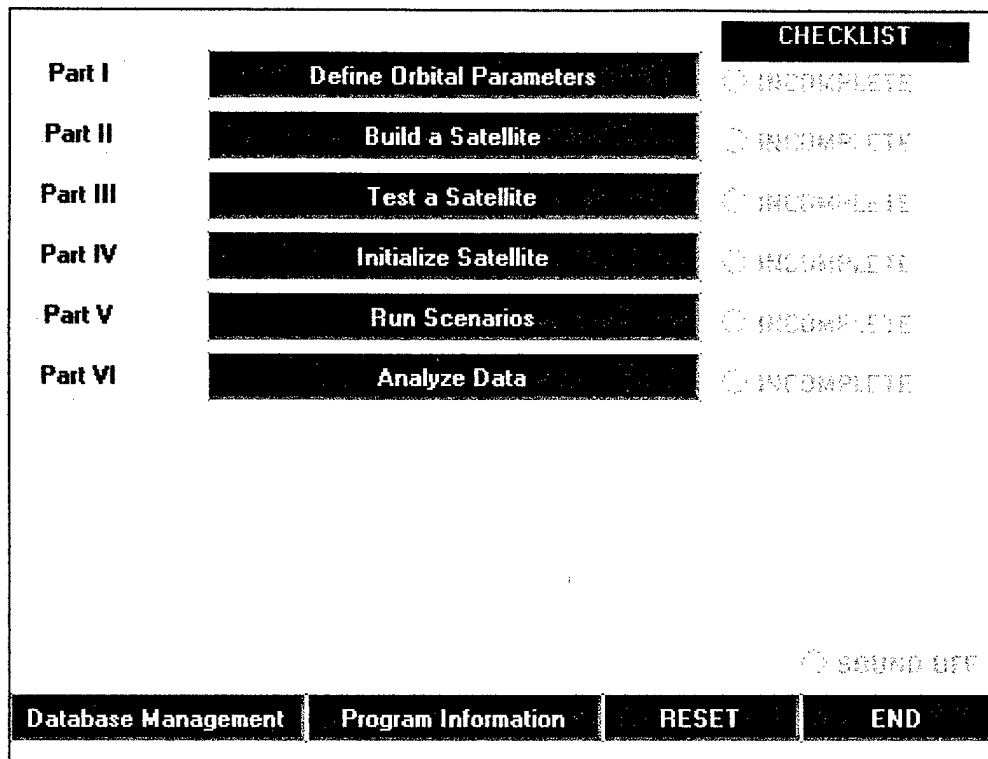 CHECKLIST
Part I Define Orbital Parameters INCOMPLETE
Part II Build a Satellite INCOMPLETE
Part III Test a Satellite INCOMPLETE
Part IV Initialize Satellite INCOMPLETE
Part V Run Scenarios INCOMPLETE
Part VI Analyze Data INCOMPLETE
SOUND OFF
Database Management Program Information RESET END